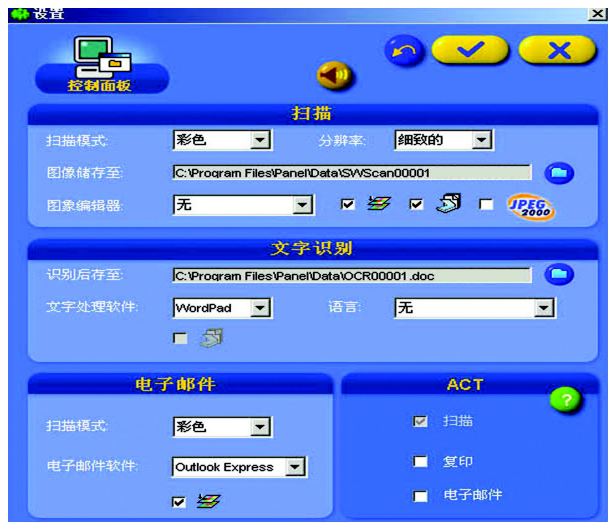 设置
控制面板
扫描
扫描模式: 彩色 分辨率: 细致的
图像储存至: C:\Program Files\Panel\Data\SWScan00001
图象编辑器: 无 JPEG 2000
文字识别
识别后存至: C:\Program Files\Panel\Data\OCR00001.doc
文字处理软件: WordPad 语言: 无
电子邮件
扫描模式: 彩色
电子邮件软件: Outlook Express
ACT
?
扫描
复印
电子邮件